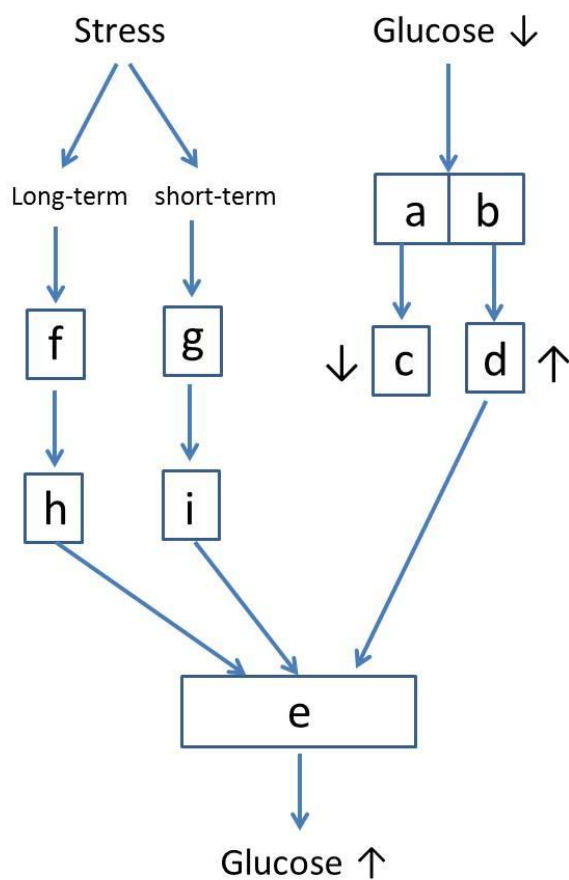 Stress
Glucose ↓
Long-term
short-term
a
b
f
g
↓
c
d
↑
h
i
e
Glucose ↑